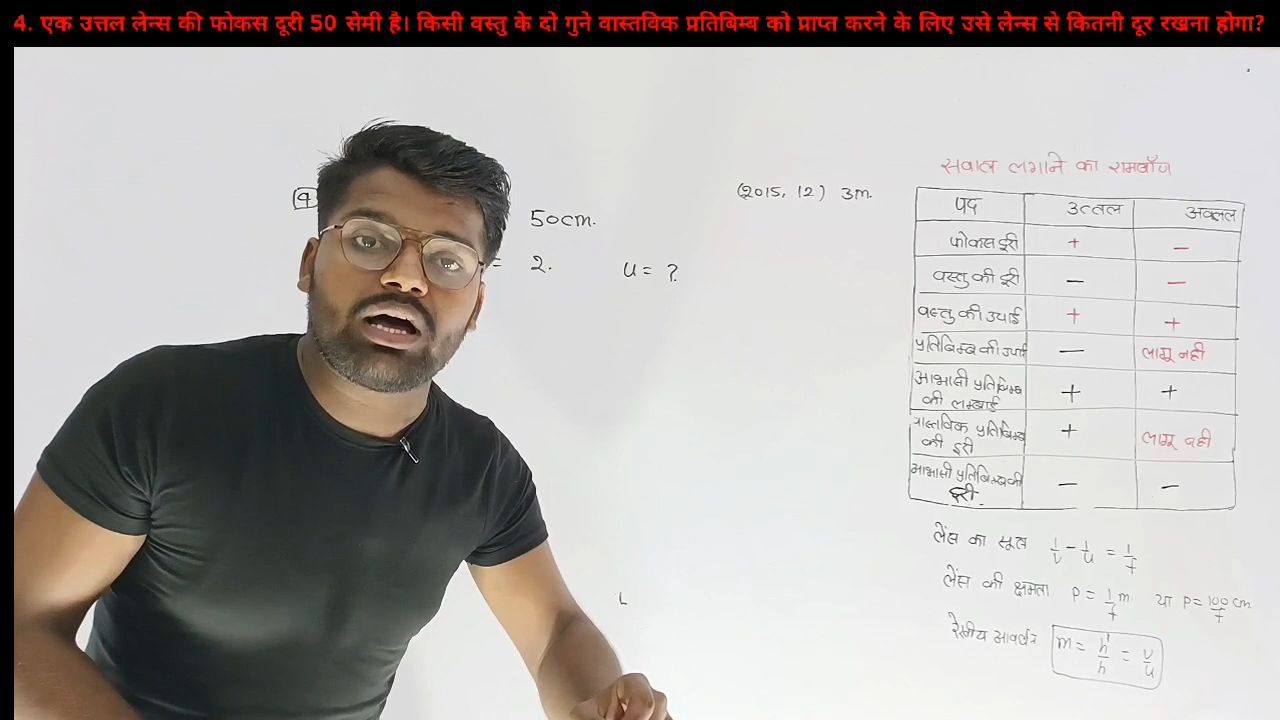 4. एक उत्तल लेन्स की फोकस दूरी 50 सेमी है। किसी वस्तु के दो गुने वास्तविक प्रतिबिम्ब को प्राप्त करने के लिए उसे लेन्स से कितनी दूर रखना होगा?
4
50cm.
(2015, 12) 3m.
= 2.
u = ?
सवाल लगाने का रामबाँण
पद उत्तल अवतल
फोकस दूरी + −
वस्तु की दूरी − −
वस्तु की उचाई + +
प्रतिबिम्ब की − लागू नही
आभासी प्रतिबिम्ब
की लम्बाई + +
वास्तविक प्रतिबिम्ब
की दूरी + लागू नही
आभासी प्रतिबिम्ब की
दूरी − −
लेंस का सूत्र 1/v − 1/u = 1/f
लेंस की क्षमता P = 1/f m या P = 100/f cm
रेखीय आवर्धन m = h'/h = v/u